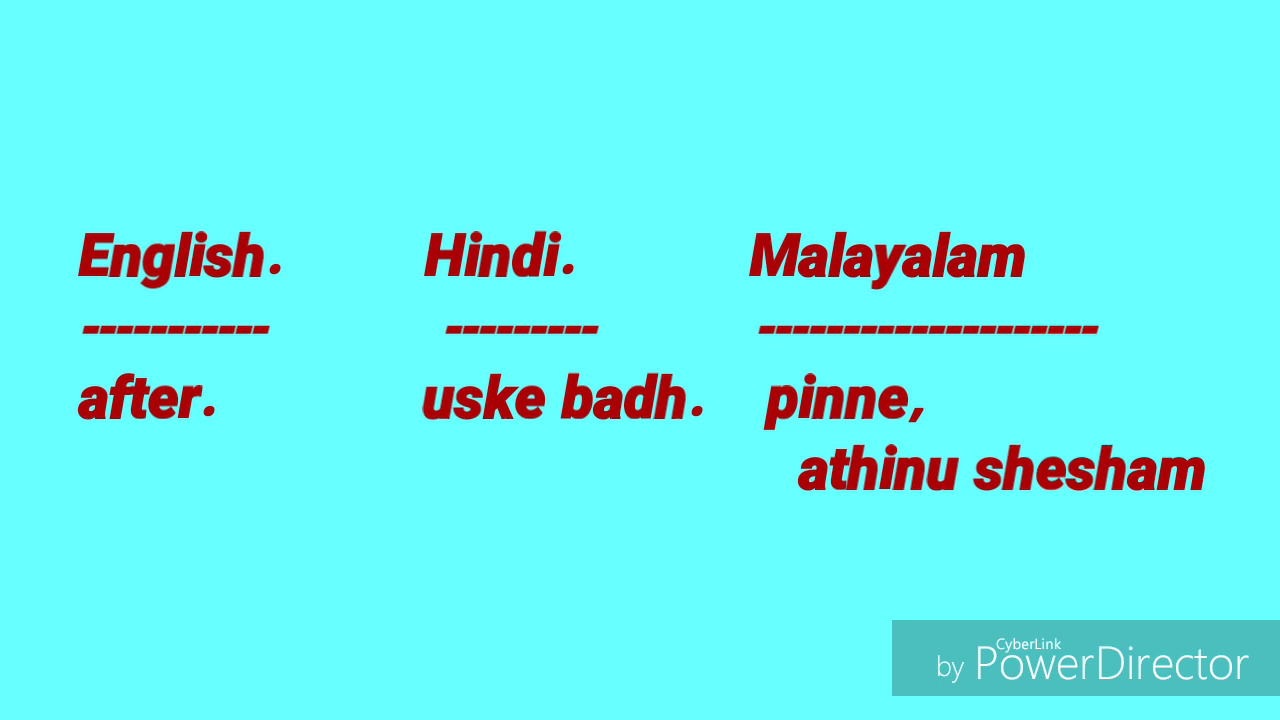 English. Hindi. Malayalam
----------- --------- --------------------
after. uske badh. pinne,
athinu shesham
by CyberLink PowerDirector